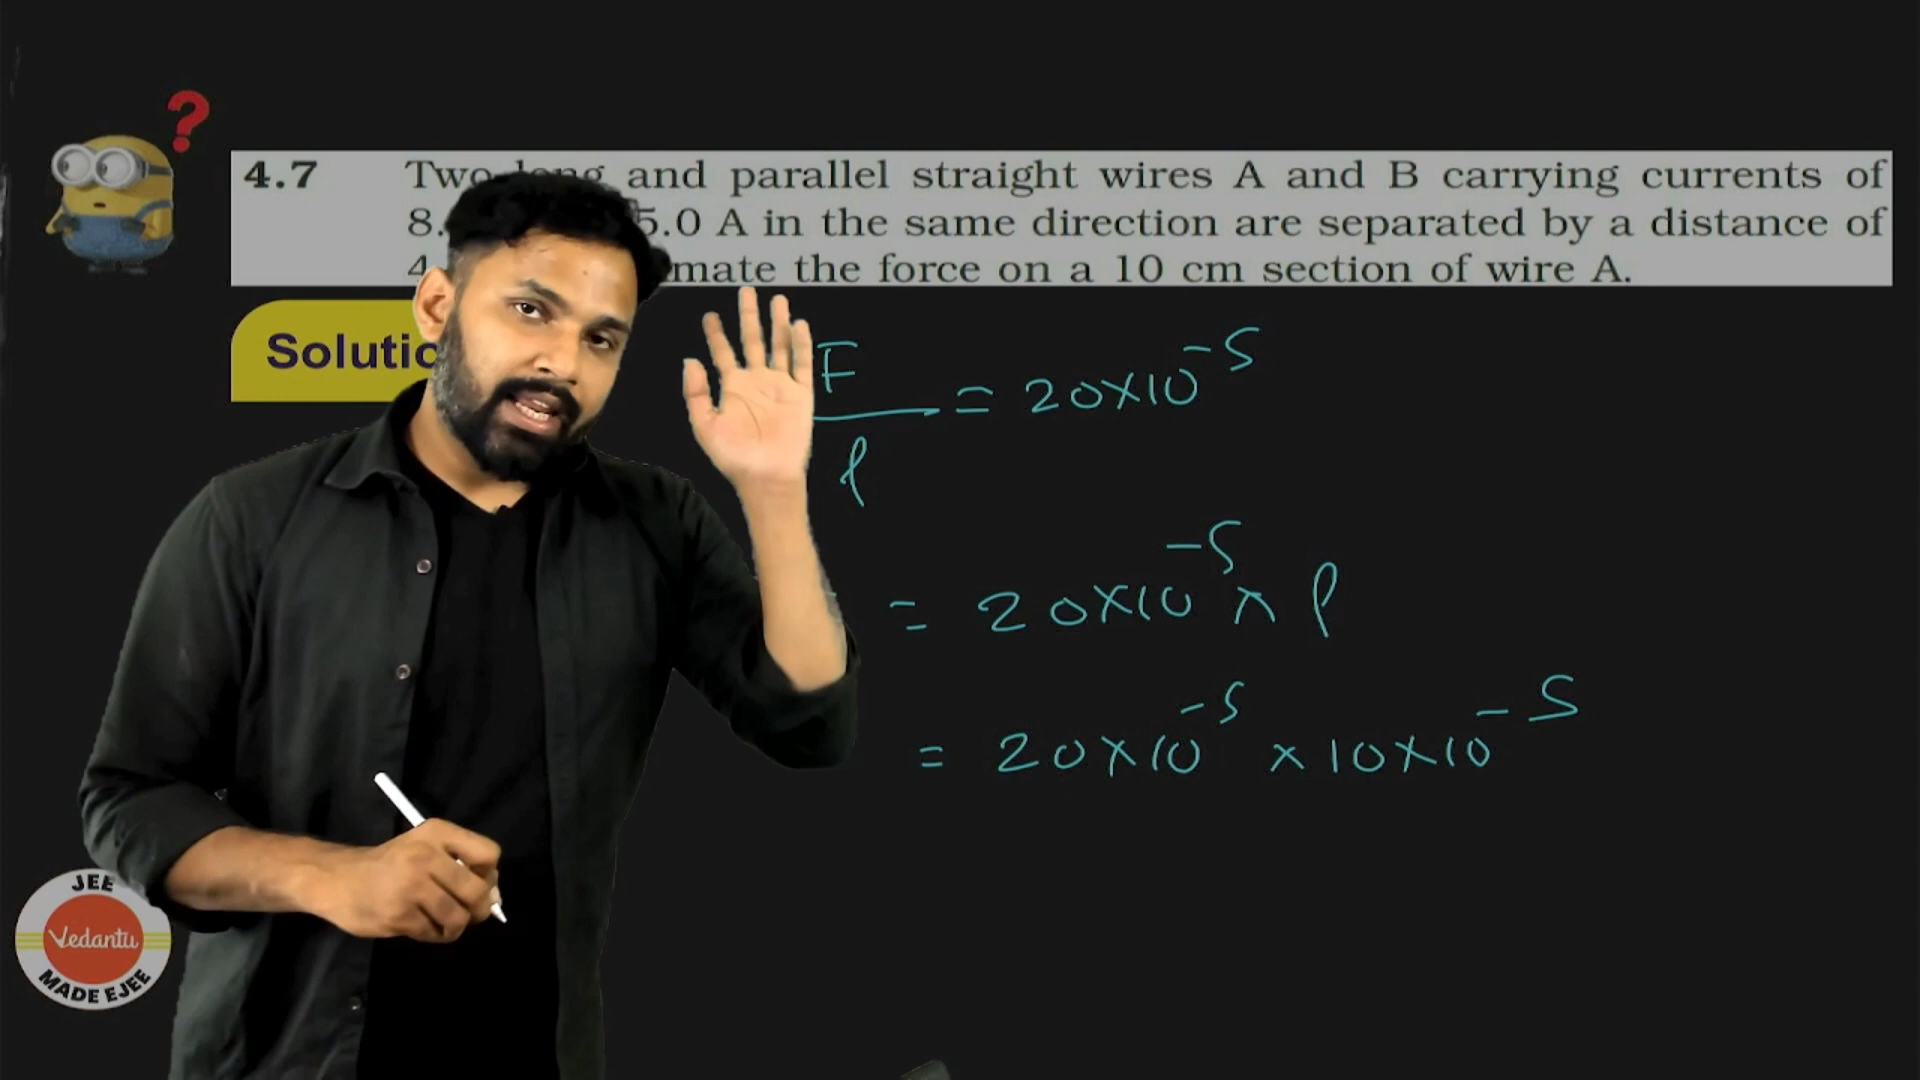 ?
4.7 Two long and parallel straight wires A and B carrying currents of
8. 5.0 A in the same direction are separated by a distance of
4. mate the force on a 10 cm section of wire A.
Solutio
F
= 20×10⁻⁵
l
= 20×10⁻⁵ × l
= 20×10⁻⁵ × 10×10⁻⁵
JEE
Vedantu
MADE EJEE